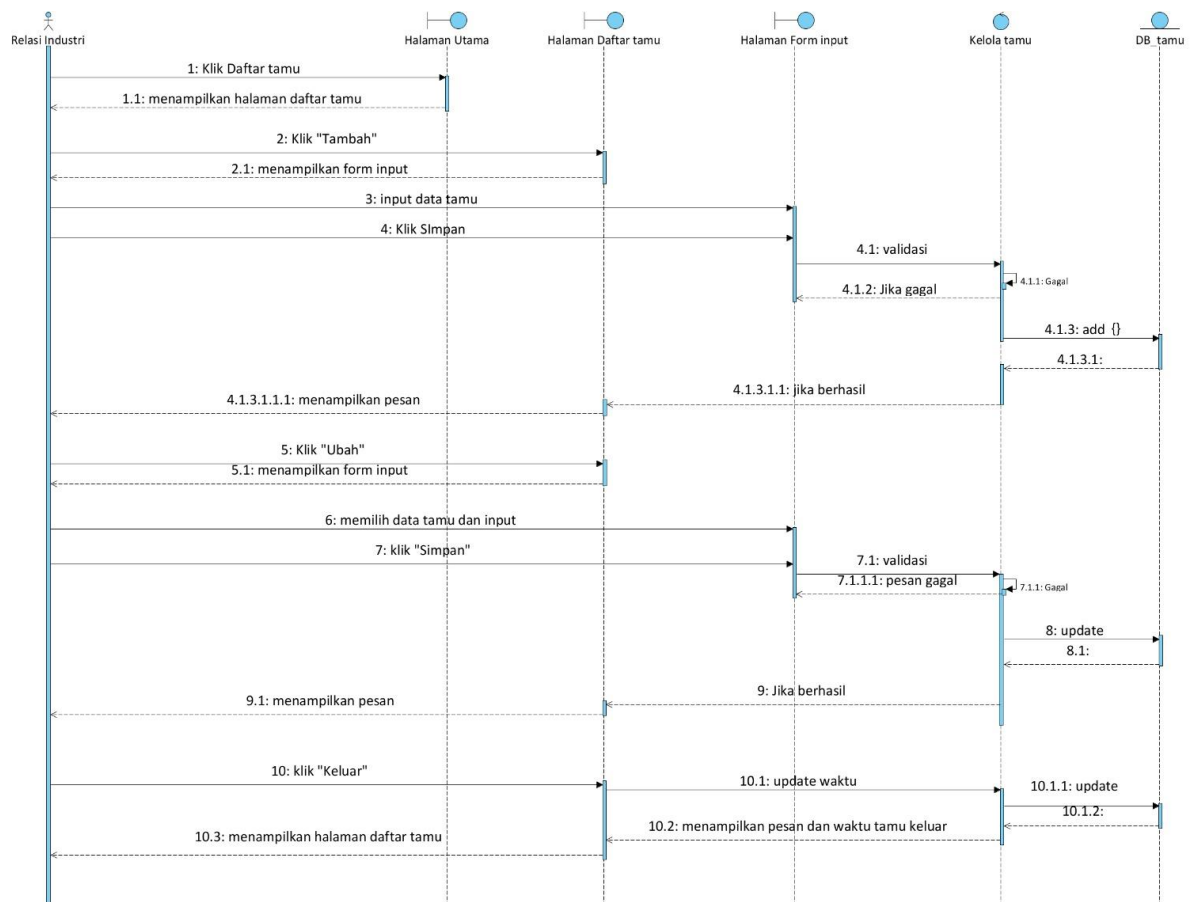 Relasi Industri
Halaman Utama
Halaman Daftar tamu
Halaman Form input
Kelola tamu
DB_tamu
1: Klik Daftar tamu
1.1: menampilkan halaman daftar tamu
2: Klik "Tambah"
2.1: menampilkan form input
3: input data tamu
4: Klik SImpan
4.1: validasi
4.1.1: Gagal
4.1.2: Jika gagal
4.1.3: add {}
4.1.3.1:
4.1.3.1.1: jika berhasil
4.1.3.1.1.1: menampilkan pesan
5: Klik "Ubah"
5.1: menampilkan form input
6: memilih data tamu dan input
7: klik "Simpan"
7.1: validasi
7.1.1.1: pesan gagal
7.1.1: Gagal
8: update
8.1:
9: Jika berhasil
9.1: menampilkan pesan
10: klik "Keluar"
10.1: update waktu
10.1.1: update
10.1.2:
10.2: menampilkan pesan dan waktu tamu keluar
10.3: menampilkan halaman daftar tamu